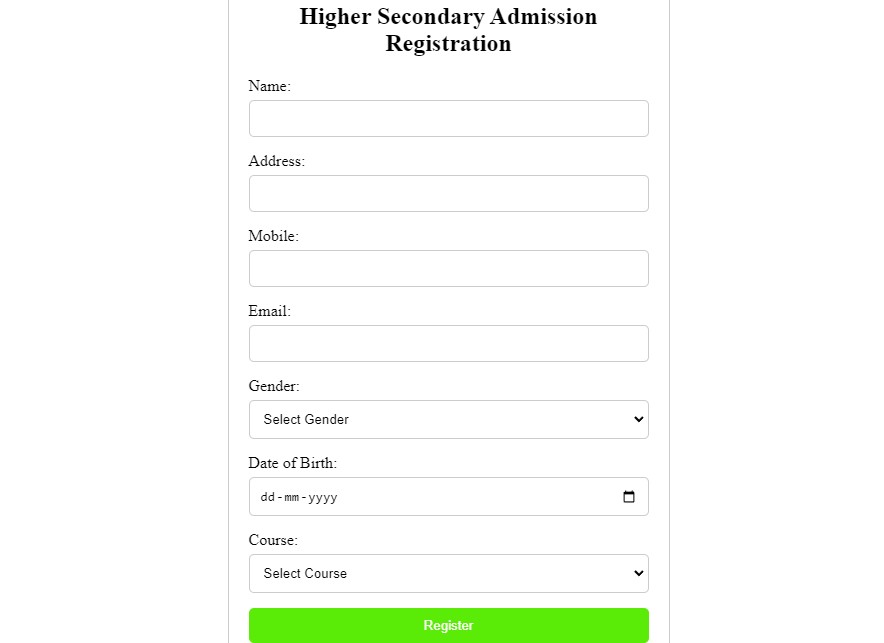 Higher Secondary Admission
Registration
Name:
Address:
Mobile:
Email:
Gender:
Select Gender
Date of Birth:
dd-mm-yyyy
Course:
Select Course
Register